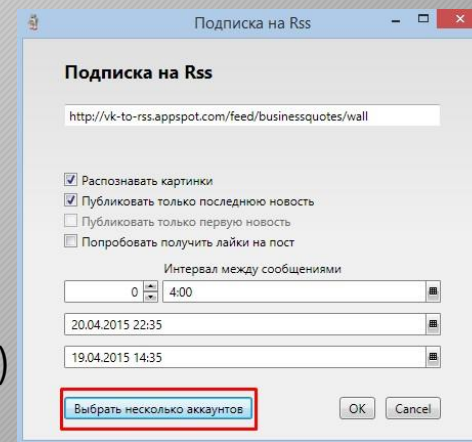 Подписка на Rss
Подписка на Rss
http://vk-to-rss.appspot.com/feed/businessquotes/wall
Распознавать картинки
Публиковать только последнюю новость
Публиковать только первую новость
Попробовать получить лайки на пост
Интервал между сообщениями
0 4:00
20.04.2015 22:35
19.04.2015 14:35
)
Выбрать несколько аккаунтов OK Cancel